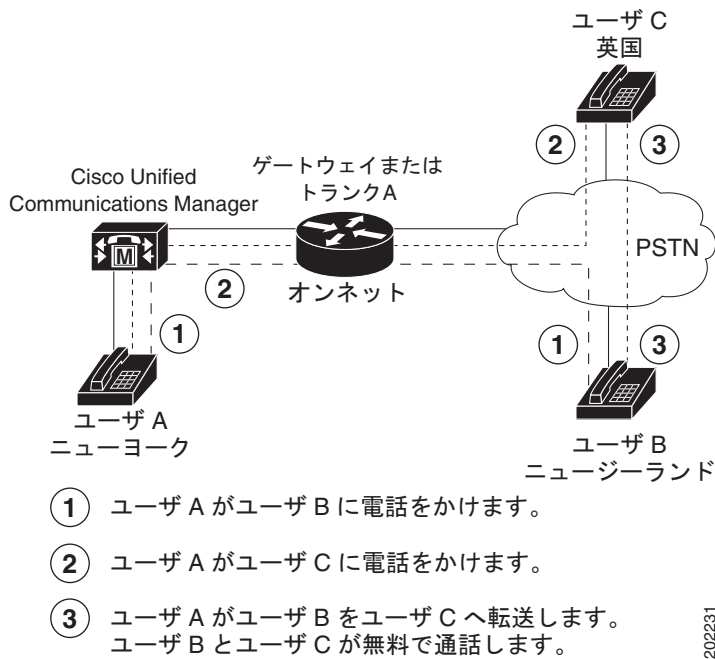 ユーザ C
英国
2
3
ゲートウェイまたは
トランクA
Cisco Unified
Communications Manager
PSTN
M
オンネット
2
1
1
3
ユーザ A
ニューヨーク
ユーザ B
ニュージーランド
1 ユーザ A がユーザ B に電話をかけます。
2 ユーザ A がユーザ C に電話をかけます。
3 ユーザ A がユーザ B をユーザ C へ転送します。
ユーザ B とユーザ C が無料で通話します。
202231